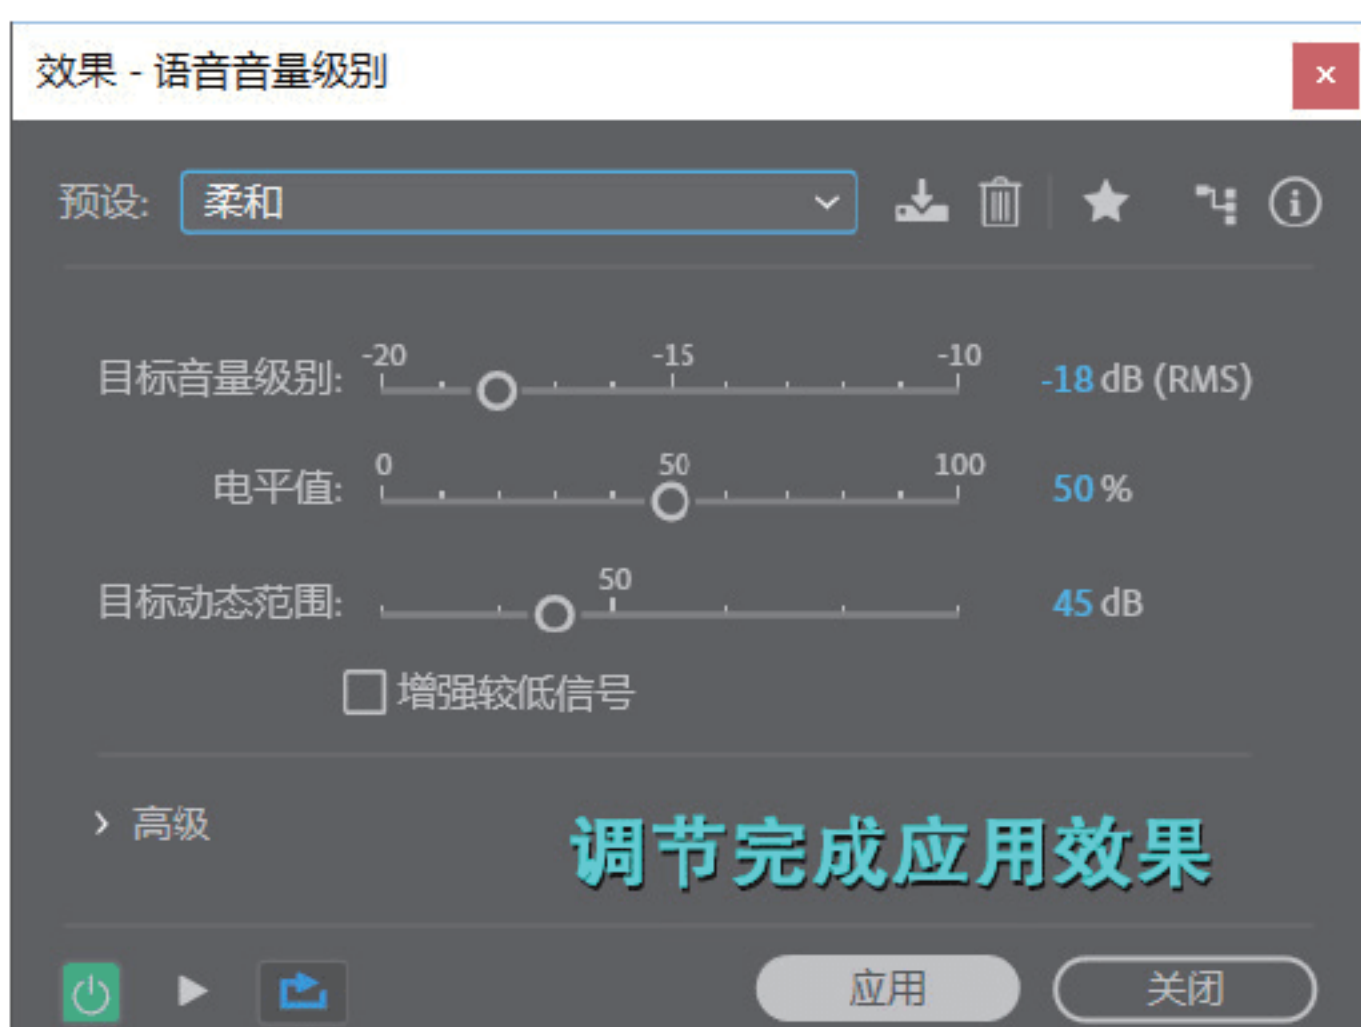 效果 - 语音音量级别
×
预设: 柔和
-20 -15 -10
目标音量级别: -18 dB (RMS)
0 50 100
电平值: 50 %
50
目标动态范围: 45 dB
增强较低信号
高级
调节完成应用效果
应用 关闭